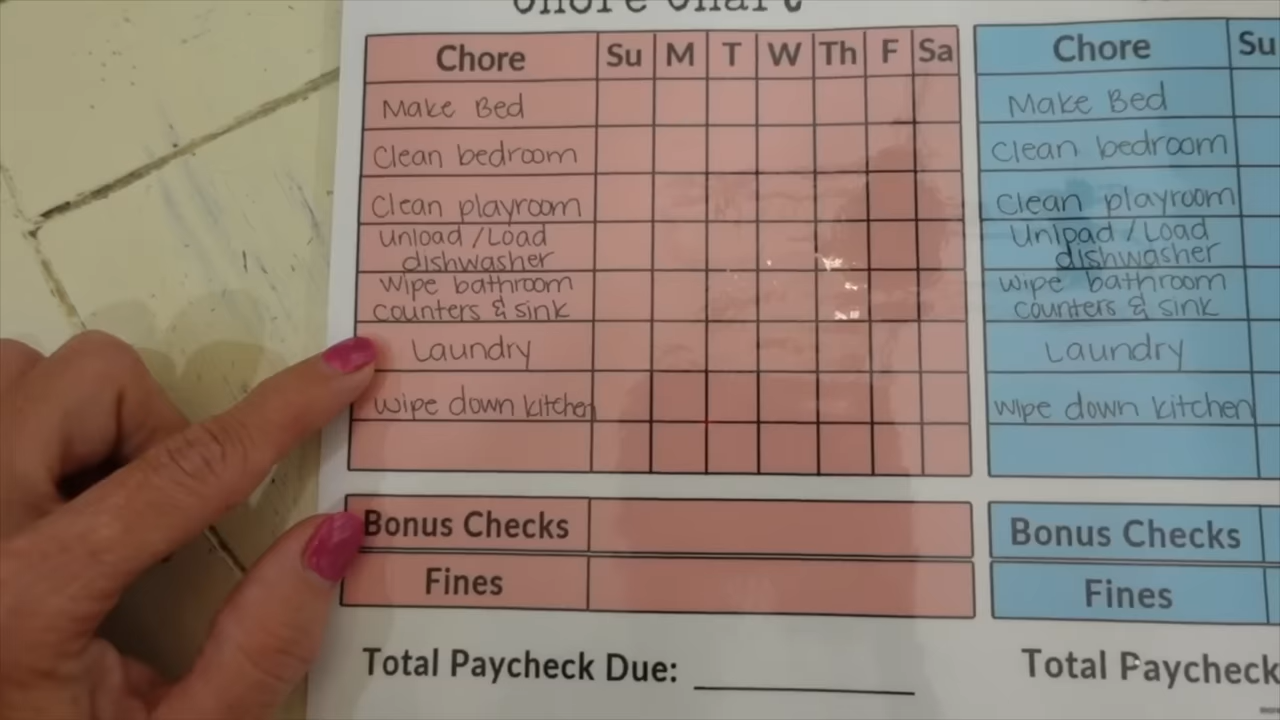 Chore Chart
Chore Su M T W Th F Sa
Make Bed
Clean bedroom
Clean playroom
Unload / Load
dishwasher
Wipe bathroom
counters & sink
Laundry
Wipe down kitchen
Bonus Checks
Fines
Total Paycheck Due:
Chore Su
Make Bed
Clean bedroom
Clean playroom
Unload / Load
dishwasher
Wipe bathroom
counters & sink
Laundry
Wipe down kitchen
Bonus Checks
Fines
Total Paycheck